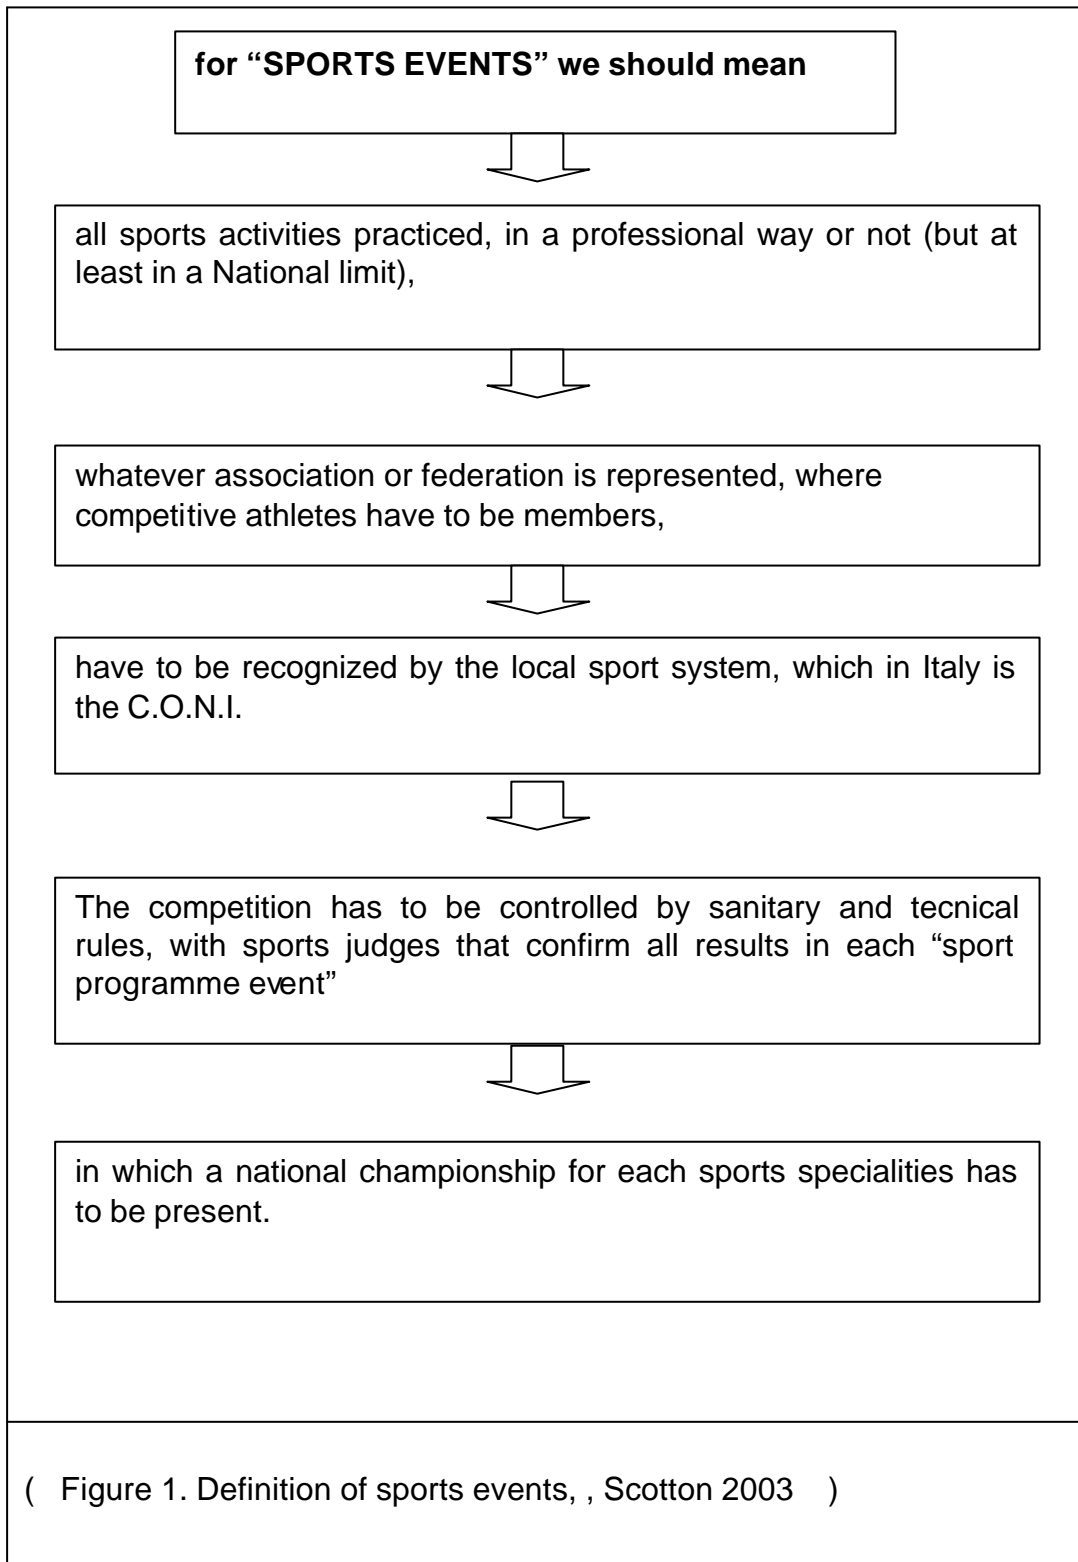 for “SPORTS EVENTS” we should mean
all sports activities practiced, in a professional way or not (but at
least in a National limit),
whatever association or federation is represented, where
competitive athletes have to be members,
have to be recognized by the local sport system, which in Italy is
the C.O.N.I.
The competition has to be controlled by sanitary and tecnical
rules, with sports judges that confirm all results in each “sport
programme event”
in which a national championship for each sports specialities has
to be present.
( Figure 1. Definition of sports events, , Scotton 2003 )